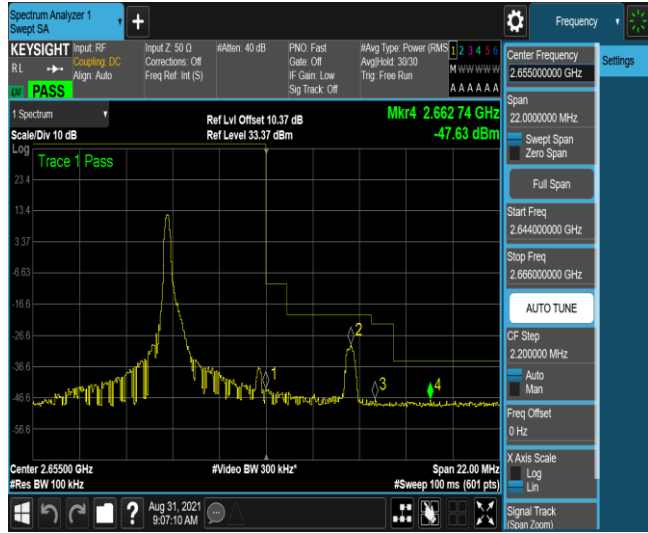 Spectrum Analyzer 1
Swept SA
Frequency
KEYSIGHT
RL
Input: RF
Coupling: DC
Align: Auto
Input Z: 50 Ω
Corrections: Off
Freq Ref: Int (S)
#Atten: 40 dB
PNO: Fast
Gate: Off
IF Gain: Low
Sig Track: Off
#Avg Type: Power (RMS
Avg|Hold: 30/30
Trig: Free Run
1 2 3 4 5 6
M W W W W W
A A A A A A
PASS
1 Spectrum
Scale/Div 10 dB
Ref Lvl Offset 10.37 dB
Ref Level 33.37 dBm
Mkr4 2.662 74 GHz
-47.63 dBm
Log
Trace 1 Pass
23.4
13.4
3.37
-6.63
-16.6
-26.6
-36.6
-46.6
-56.6
1
2
3
4
Center 2.65500 GHz
#Res BW 100 kHz
#Video BW 300 kHz*
Span 22.00 MHz
#Sweep 100 ms (601 pts)
Aug 31, 2021
9:07:10 AM
?
Center Frequency
2.655000000 GHz
Span
22.0000000 MHz
Swept Span
Zero Span
Full Span
Start Freq
2.644000000 GHz
Stop Freq
2.666000000 GHz
AUTO TUNE
CF Step
2.200000 MHz
Auto
Man
Freq Offset
0 Hz
X Axis Scale
Log
Lin
Signal Track
(Span Zoom)
Settings